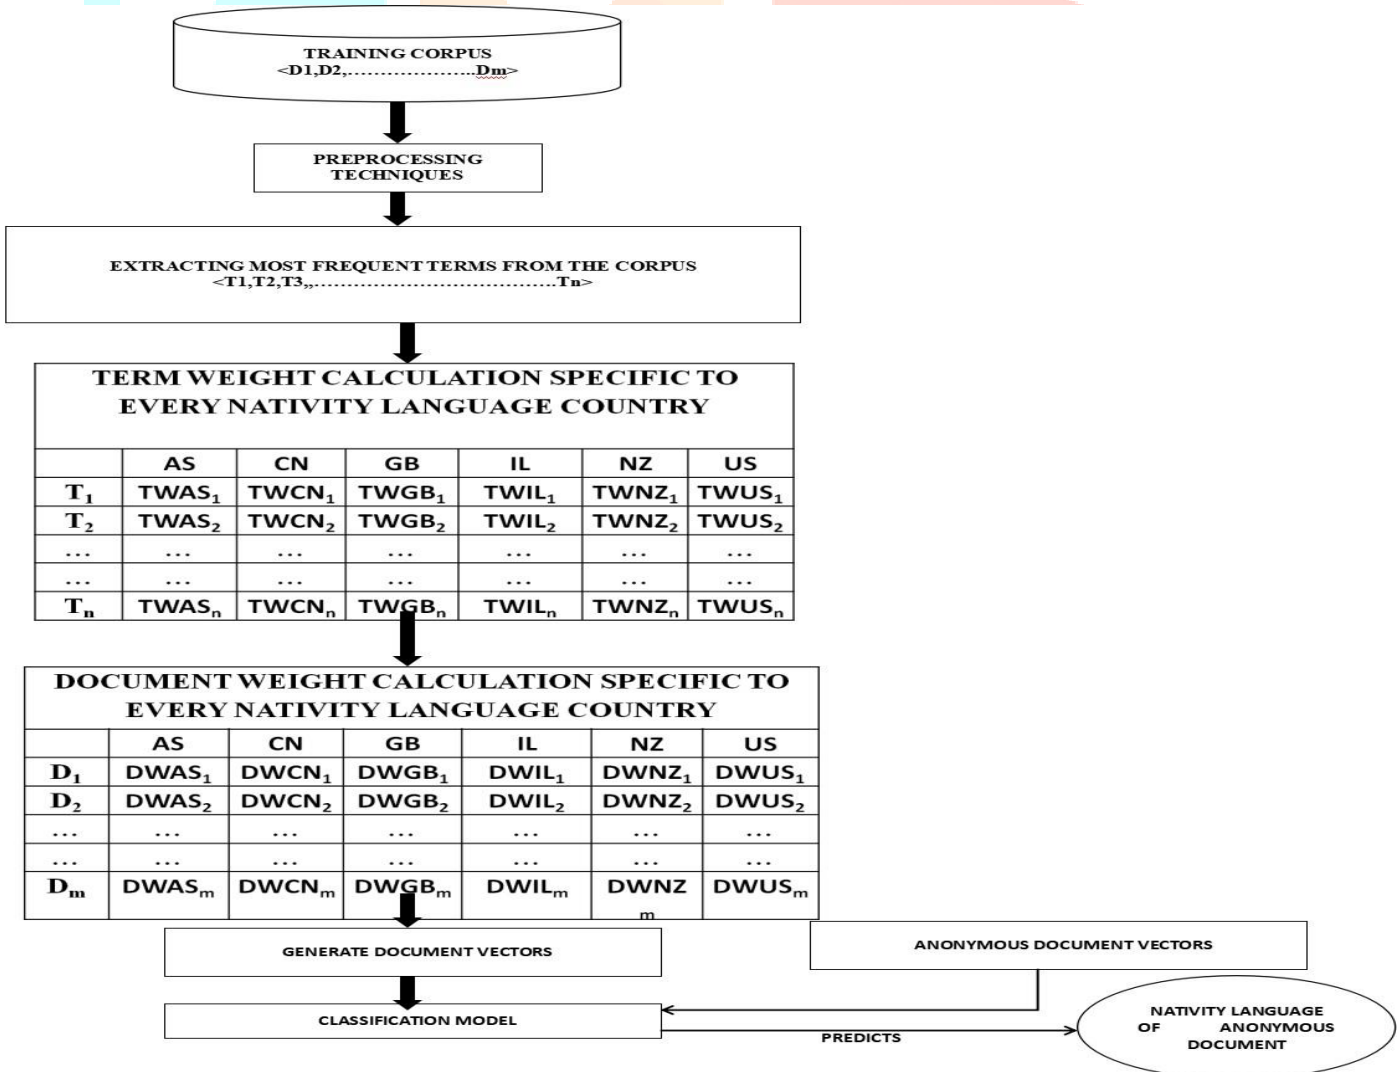 TRAINING CORPUS
<D1,D2,...................Dm>
PREPROCESSING
TECHNIQUES
EXTRACTING MOST FREQUENT TERMS FROM THE CORPUS
<T1,T2,T3,,....................................Tn>
TERM WEIGHT CALCULATION SPECIFIC TO
EVERY NATIVITY LANGUAGE COUNTRY
AS CN GB IL NZ US
T₁ TWAS₁ TWCN₁ TWGB₁ TWIL₁ TWNZ₁ TWUS₁
T₂ TWAS₂ TWCN₂ TWGB₂ TWIL₂ TWNZ₂ TWUS₂
... ... ... ... ... ... ...
... ... ... ... ... ... ...
Tₙ TWASₙ TWCNₙ TWGBₙ TWILₙ TWNZₙ TWUSₙ
DOCUMENT WEIGHT CALCULATION SPECIFIC TO
EVERY NATIVITY LANGUAGE COUNTRY
AS CN GB IL NZ US
D₁ DWAS₁ DWCN₁ DWGB₁ DWIL₁ DWNZ₁ DWUS₁
D₂ DWAS₂ DWCN₂ DWGB₂ DWIL₂ DWNZ₂ DWUS₂
... ... ... ... ... ... ...
... ... ... ... ... ... ...
Dₘ DWASₘ DWCNₘ DWGBₘ DWILₘ DWNZ DWUSₘ
ₘ
GENERATE DOCUMENT VECTORS
ANONYMOUS DOCUMENT VECTORS
CLASSIFICATION MODEL
PREDICTS
NATIVITY LANGUAGE
OF ANONYMOUS
DOCUMENT